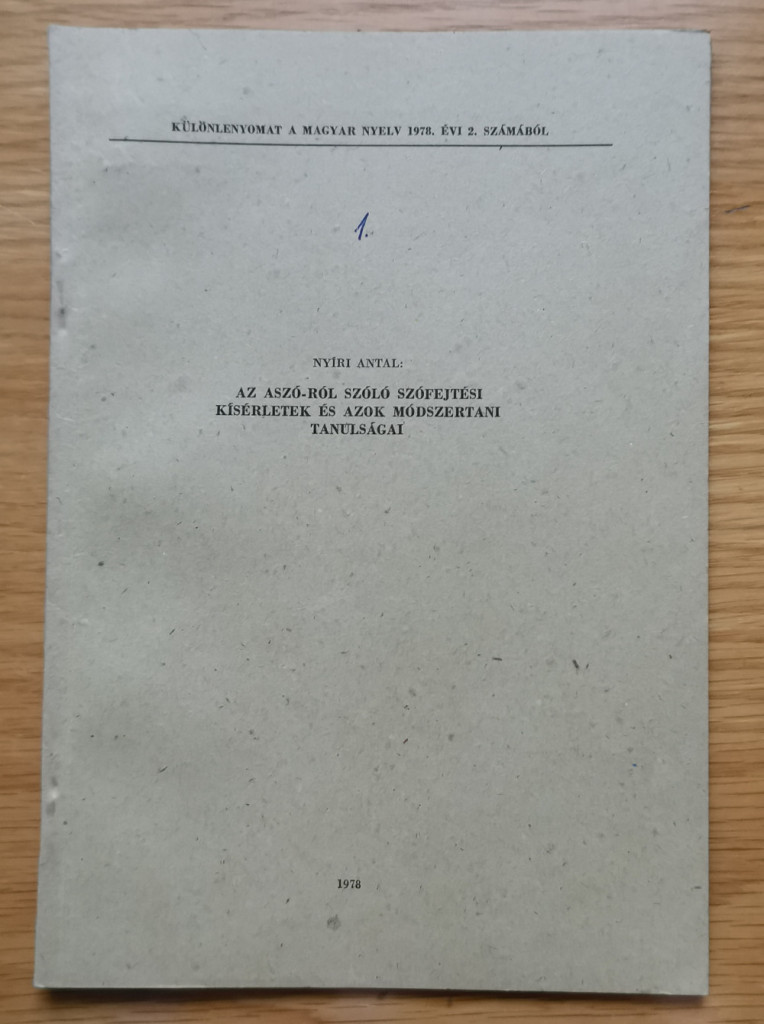 KÜLÖNLENYOMAT A MAGYAR NYELV 1978. ÉVI 2. SZÁMÁBÓL
1.
NYÍRI ANTAL:
AZ ASZÓ-RÓL SZÓLÓ SZÓFEJTÉSI
KÍSÉRLETEK ÉS AZOK MÓDSZERTANI
TANULSÁGAI
1978